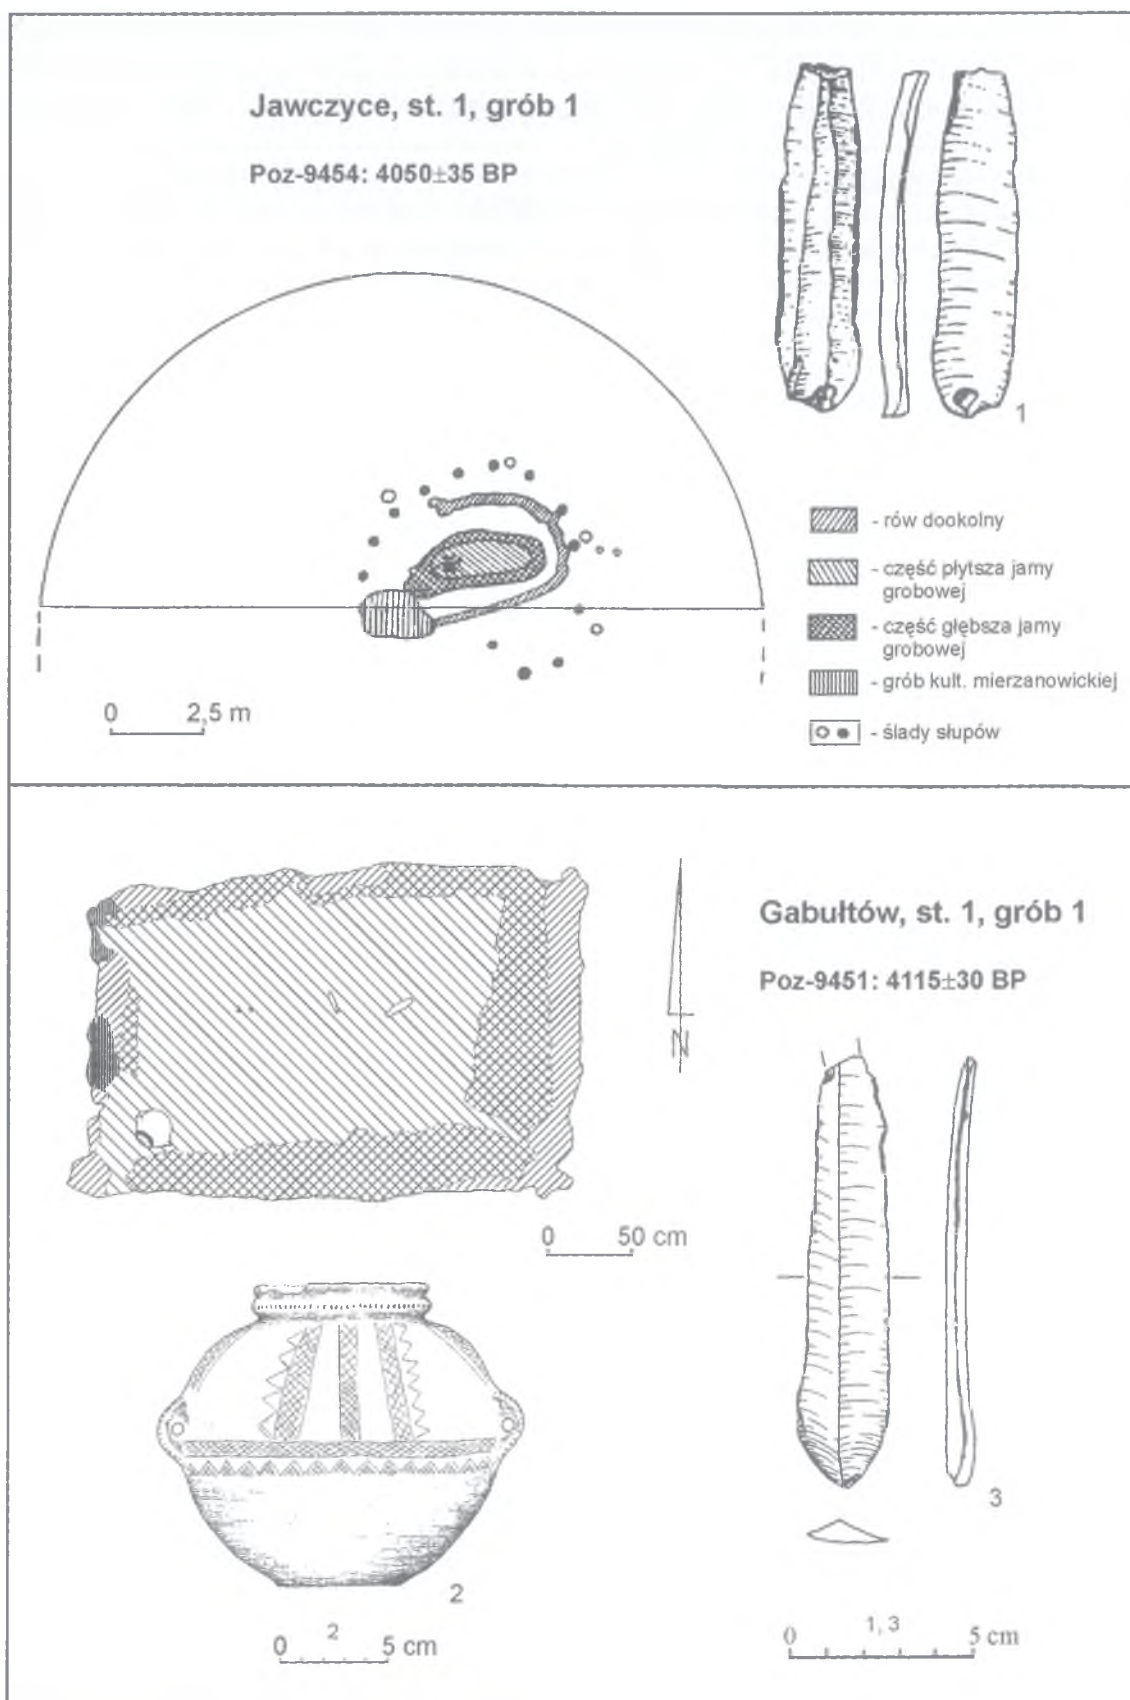 Jawczyce, st. 1, grób 1
Poz-9454: 4050±35 BP
1
- rów dookolny
- część płytsza jamy
grobowej
- część głębsza jamy
grobowej
- grób kult. mierzanowickiej
- ślady słupów
0 2,5 m
Gabułtów, st. 1, grób 1
Poz-9451: 4115±30 BP
N
0 50 cm
3
2
2
0 5 cm
1, 3
0 5 cm